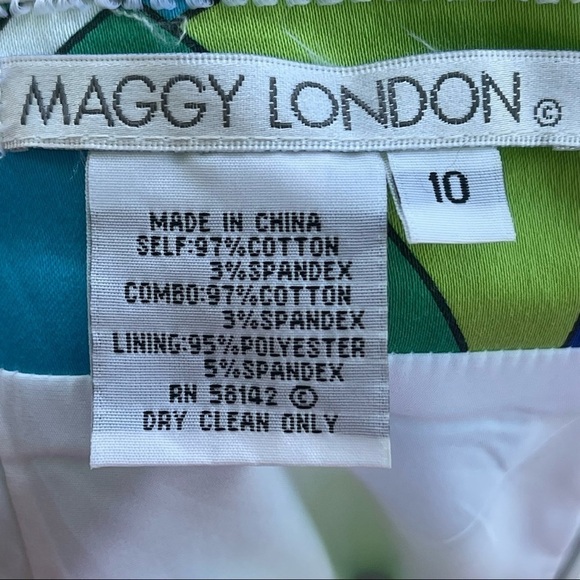 MAGGY LONDON ©
10
MADE IN CHINA
SELF:97%COTTON
3%SPANDEX
COMBO:97%COTTON
3%SPANDEX
LINING:95%POLYESTER
5%SPANDEX
RN 58142 ©
DRY CLEAN ONLY